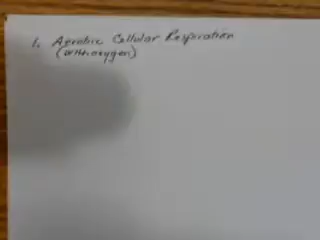 1. Aerobic Cellular Respiration
(with oxygen)